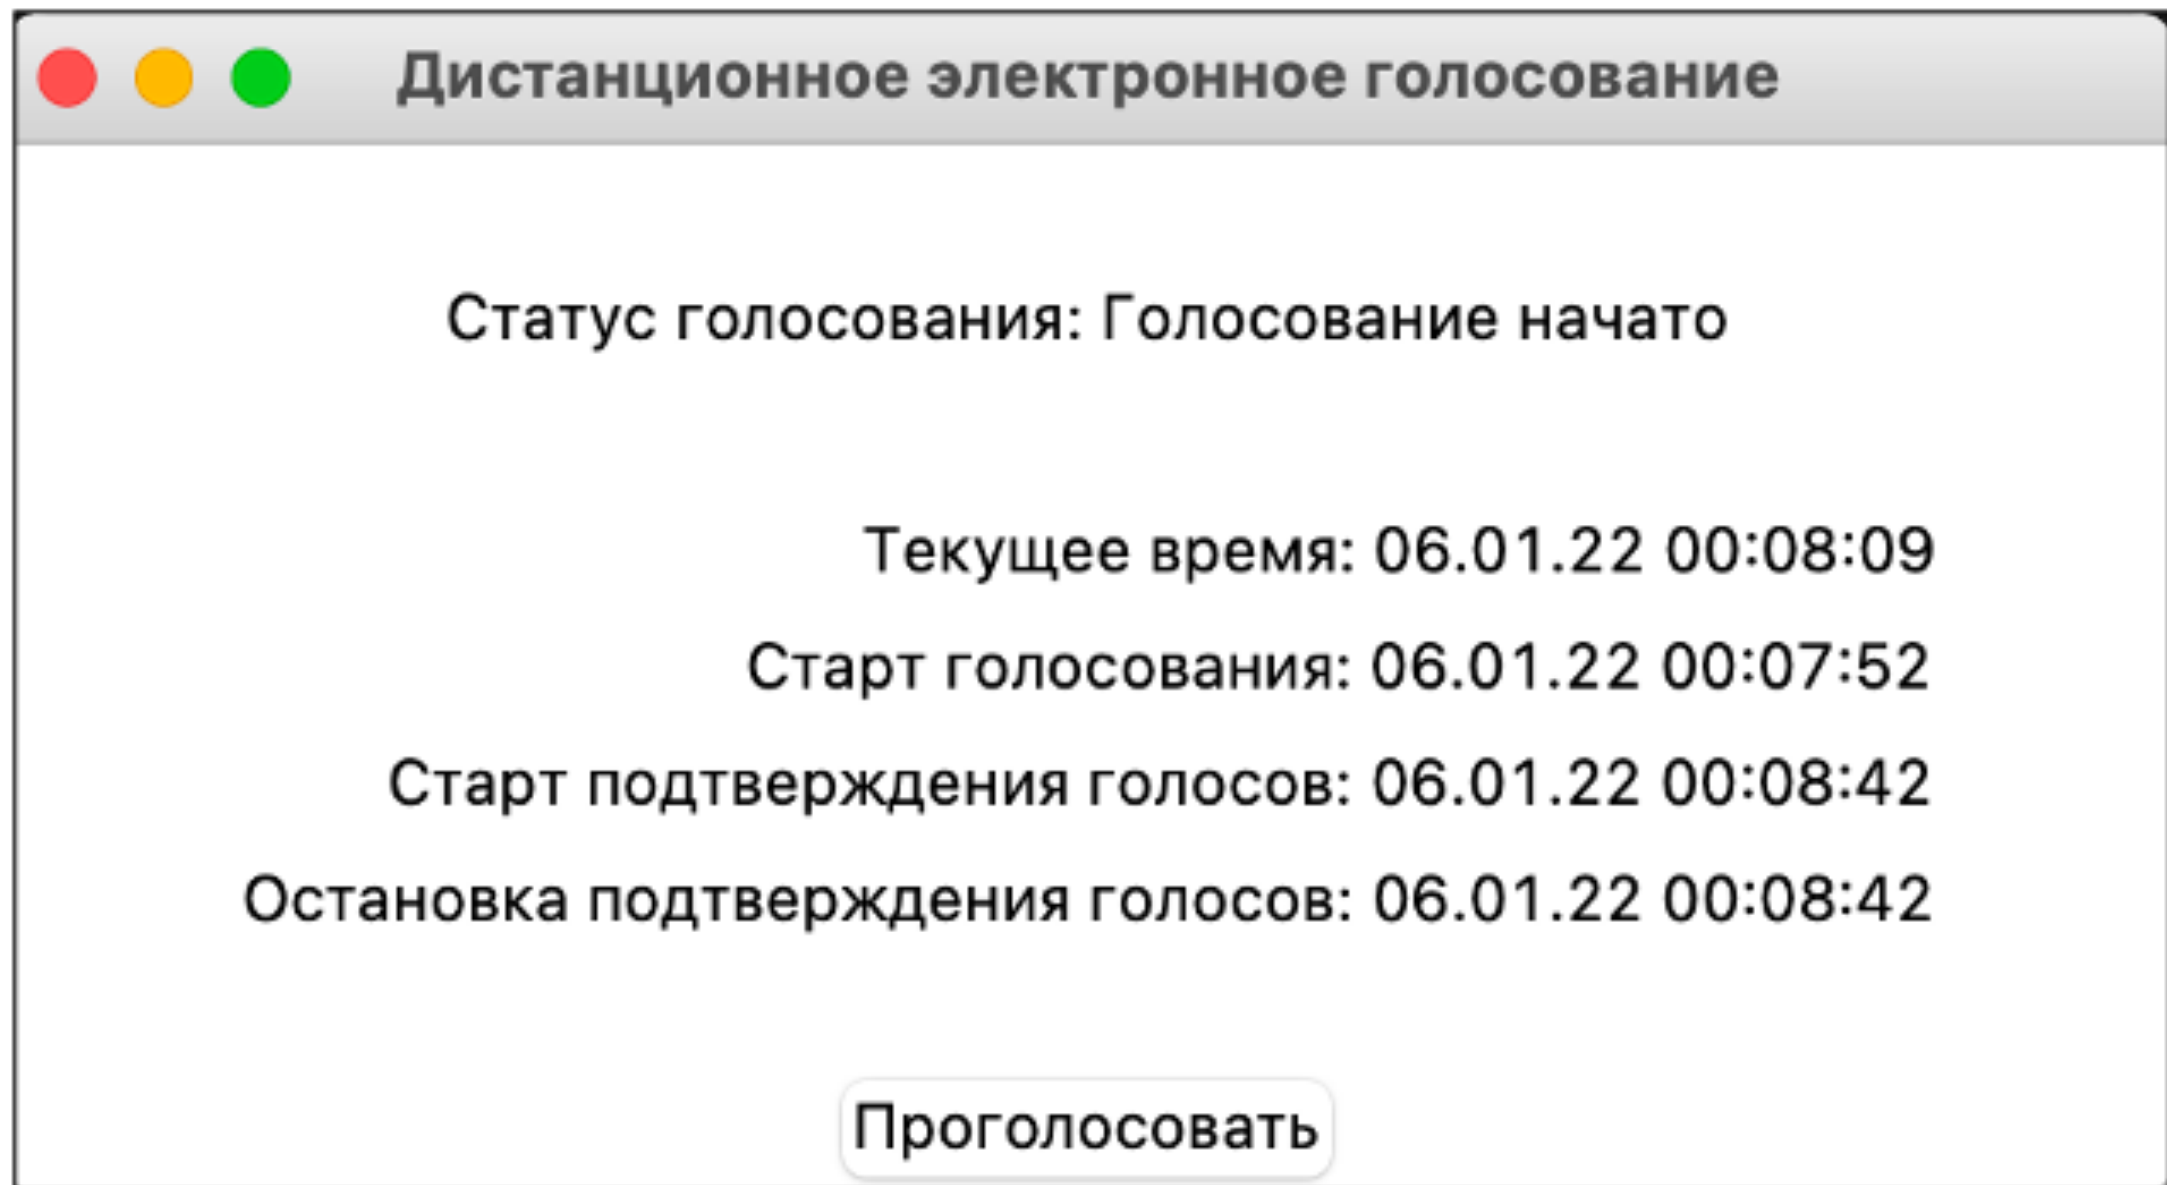 Дистанционное электронное голосование
Статус голосования: Голосование начато
Текущее время: 06.01.22 00:08:09
Старт голосования: 06.01.22 00:07:52
Старт подтверждения голосов: 06.01.22 00:08:42
Остановка подтверждения голосов: 06.01.22 00:08:42
Проголосовать